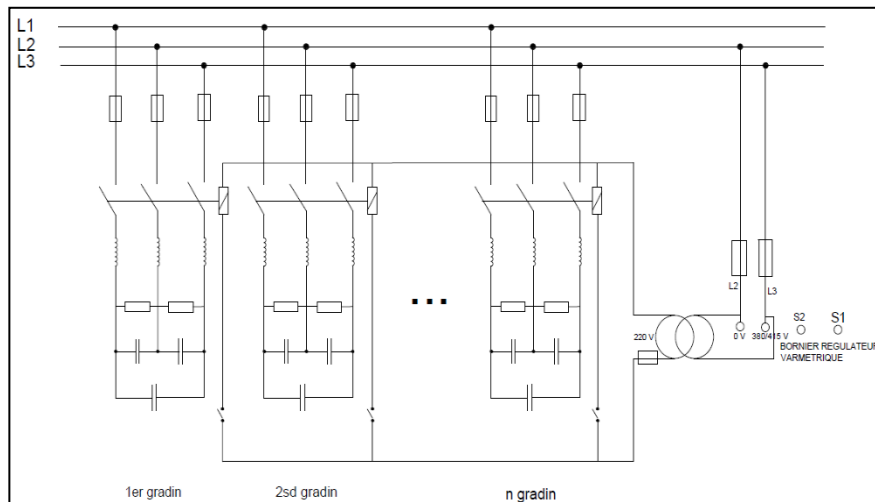 L1
L2
L3
L2
L3
S2
S1
220 V
0 V
380/415 V
BORNIER REGULATEUR
VARMETRIQUE
...
1er gradin
2sd gradin
n gradin